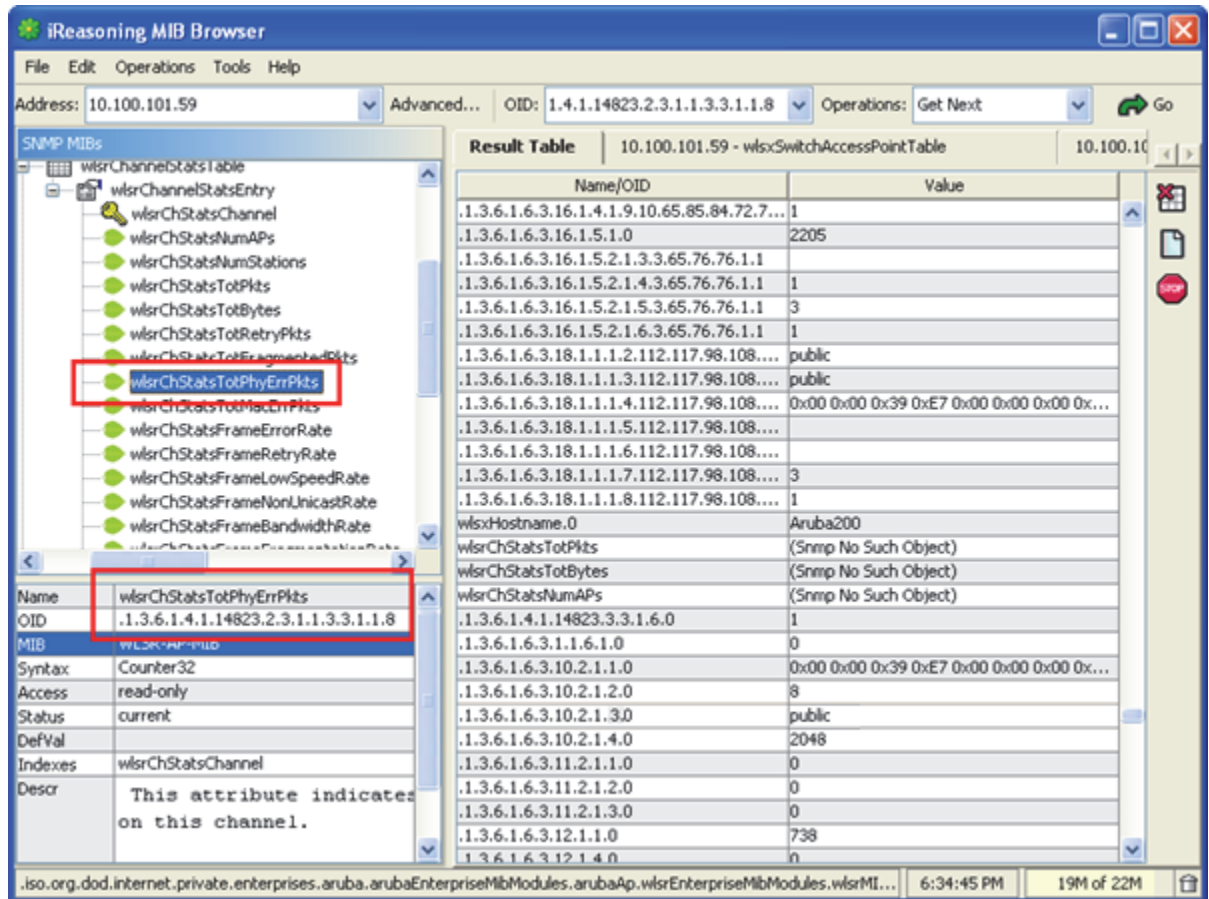 iReasoning MIB Browser
File Edit Operations Tools Help
Address: 10.100.101.59 Advanced... OID: 1.4.1.14823.2.3.1.1.3.3.1.1.8 Operations: Get Next Go
SNMP MIBs
wlsrChannelStatsTable
wlsrChannelStatsEntry
wlsrChStatsChannel
wlsrChStatsNumAPs
wlsrChStatsNumStations
wlsrChStatsTotPkts
wlsrChStatsTotBytes
wlsrChStatsTotRetryPkts
wlsrChStatsTotFragmentedPkts
wlsrChStatsTotPhyErrPkts
wlsrChStatsTotMacErrPkts
wlsrChStatsFrameErrorRate
wlsrChStatsFrameRetryRate
wlsrChStatsFrameLowSpeedRate
wlsrChStatsFrameNonUnicastRate
wlsrChStatsFrameBandwidthRate
wlsrChStatsFrameFragmentationRate
Name wlsrChStatsTotPhyErrPkts
OID .1.3.6.1.4.1.14823.2.3.1.1.3.3.1.1.8
MIB WLSR-AP-MIB
Syntax Counter32
Access read-only
Status current
DefVal
Indexes wlsrChStatsChannel
Descr This attribute indicates
on this channel.
Result Table 10.100.101.59 - wlsxSwitchAccessPointTable 10.100.10
Name/OID Value
.1.3.6.1.6.3.16.1.4.1.9.10.65.85.84.72.7... 1
.1.3.6.1.6.3.16.1.5.1.0 2205
.1.3.6.1.6.3.16.1.5.2.1.3.3.65.76.76.1.1
.1.3.6.1.6.3.16.1.5.2.1.4.3.65.76.76.1.1 1
.1.3.6.1.6.3.16.1.5.2.1.5.3.65.76.76.1.1 3
.1.3.6.1.6.3.16.1.5.2.1.6.3.65.76.76.1.1 1
.1.3.6.1.6.3.18.1.1.1.2.112.117.98.108.... public
.1.3.6.1.6.3.18.1.1.1.3.112.117.98.108.... public
.1.3.6.1.6.3.18.1.1.1.4.112.117.98.108.... 0x00 0x00 0x39 0xE7 0x00 0x00 0x00 0x...
.1.3.6.1.6.3.18.1.1.1.5.112.117.98.108....
.1.3.6.1.6.3.18.1.1.1.6.112.117.98.108....
.1.3.6.1.6.3.18.1.1.1.7.112.117.98.108.... 3
.1.3.6.1.6.3.18.1.1.1.8.112.117.98.108.... 1
wlsxHostname.0 Aruba200
wlsrChStatsTotPkts (Snmp No Such Object)
wlsrChStatsTotBytes (Snmp No Such Object)
wlsrChStatsNumAPs (Snmp No Such Object)
.1.3.6.1.4.1.14823.3.3.1.6.0 1
.1.3.6.1.6.3.1.1.6.1.0 0
.1.3.6.1.6.3.10.2.1.1.0 0x00 0x00 0x39 0xE7 0x00 0x00 0x00 0x...
.1.3.6.1.6.3.10.2.1.2.0 8
.1.3.6.1.6.3.10.2.1.3.0 public
.1.3.6.1.6.3.10.2.1.4.0 2048
.1.3.6.1.6.3.11.2.1.1.0 0
.1.3.6.1.6.3.11.2.1.2.0 0
.1.3.6.1.6.3.11.2.1.3.0 0
.1.3.6.1.6.3.12.1.1.0 738
.1.3.6.1.6.3.12.1.4.0 0
STOP
.iso.org.dod.internet.private.enterprises.aruba.arubaEnterpriseMibModules.arubaAp.wlsrEnterpriseMibModules.wlsrMI... 6:34:45 PM 19M of 22M